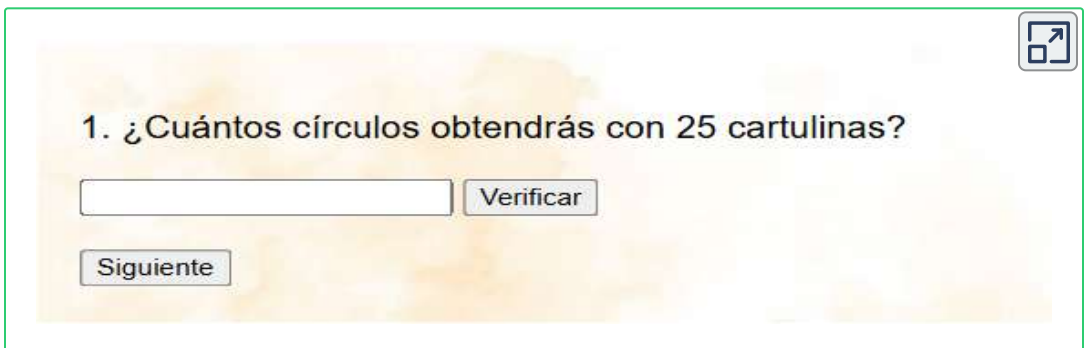 1. ¿Cuántos círculos obtendrás con 25 cartulinas?
Verificar
Siguiente